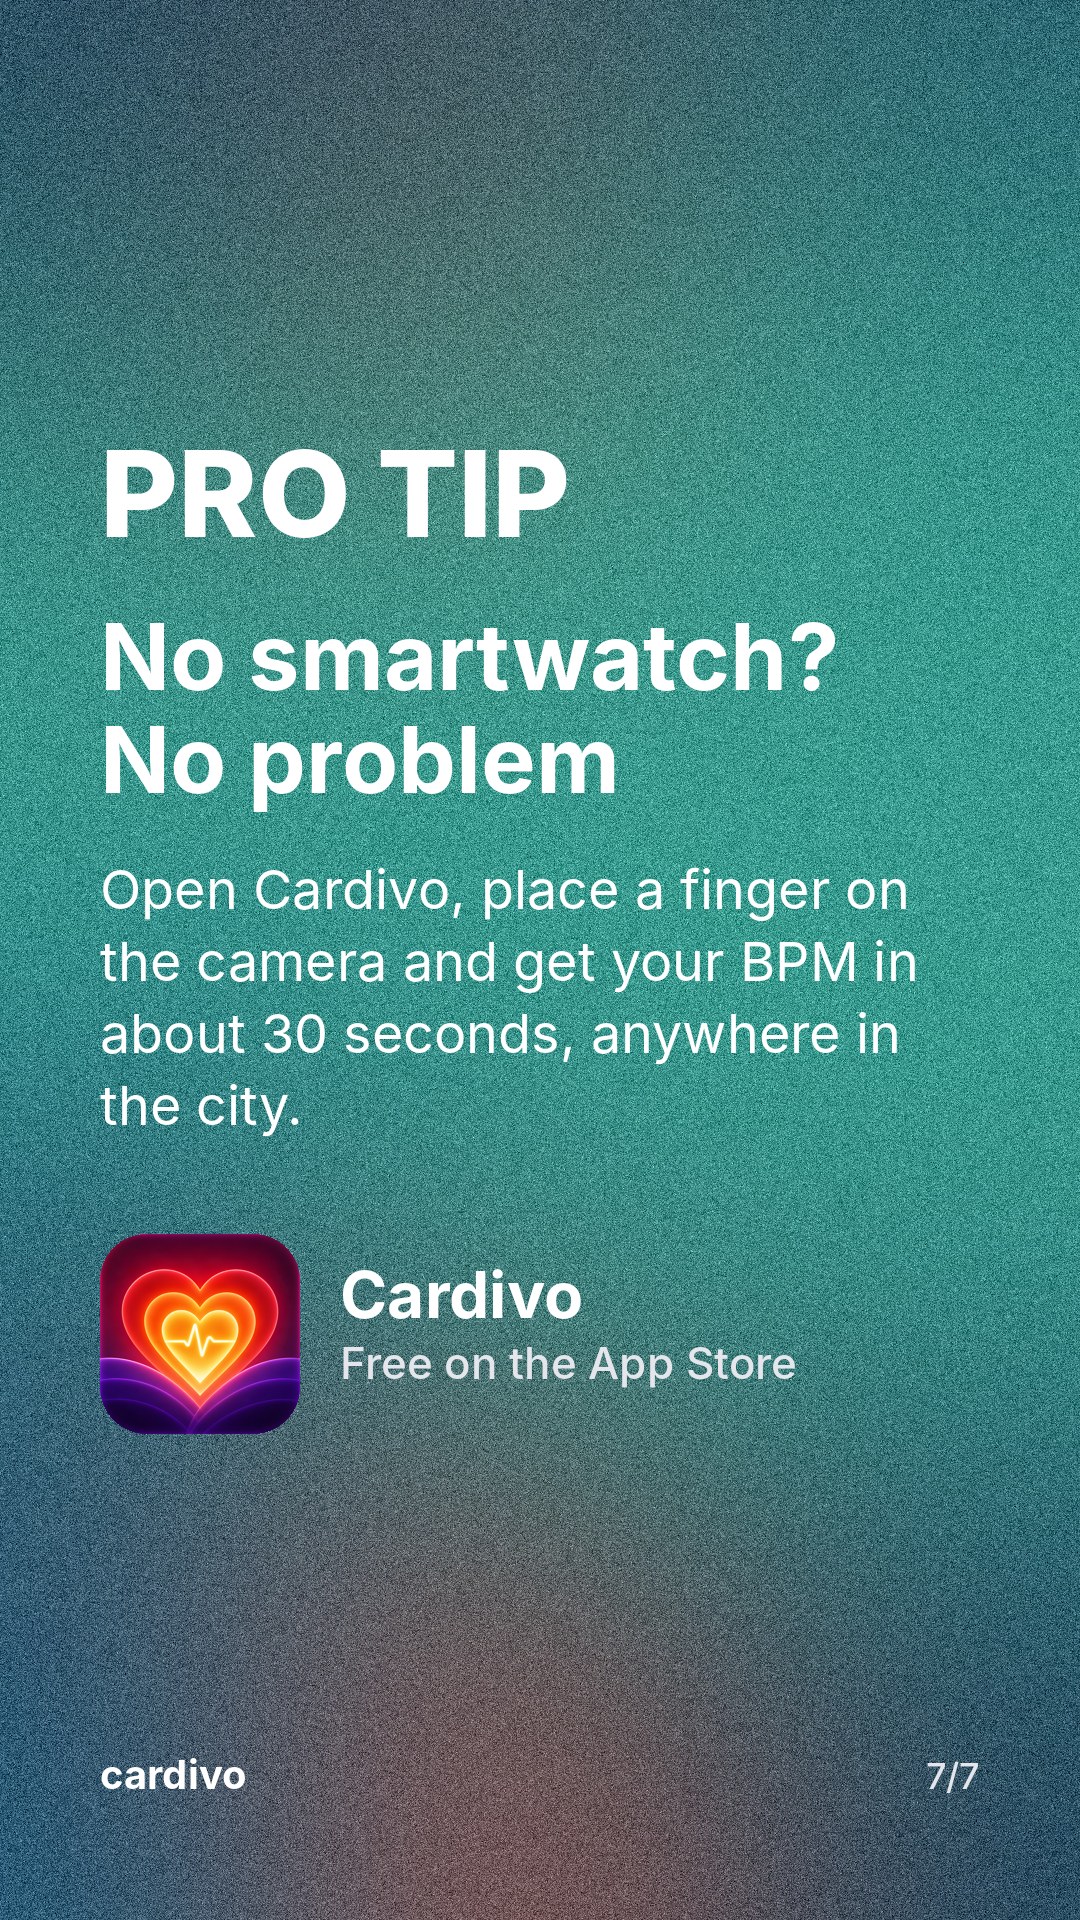 PRO TIP
No smartwatch?
No problem
Open Cardivo, place a finger on
the camera and get your BPM in
about 30 seconds, anywhere in
the city.
Cardivo
Free on the App Store
cardivo
7/7